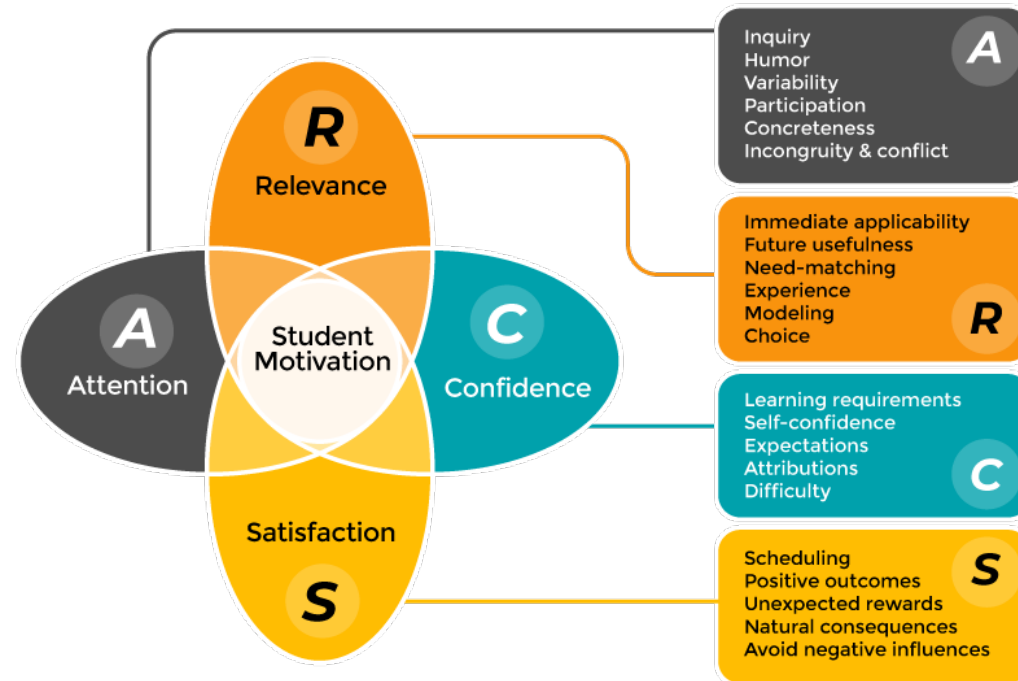 R
Relevance
A
Attention
Student
Motivation
C
Confidence
Satisfaction
S
Inquiry
Humor
Variability
Participation
Concreteness
Incongruity & conflict
A
Immediate applicability
Future usefulness
Need-matching
Experience
Modeling
Choice
R
Learning requirements
Self-confidence
Expectations
Attributions
Difficulty
C
Scheduling
Positive outcomes
Unexpected rewards
Natural consequences
Avoid negative influences
S